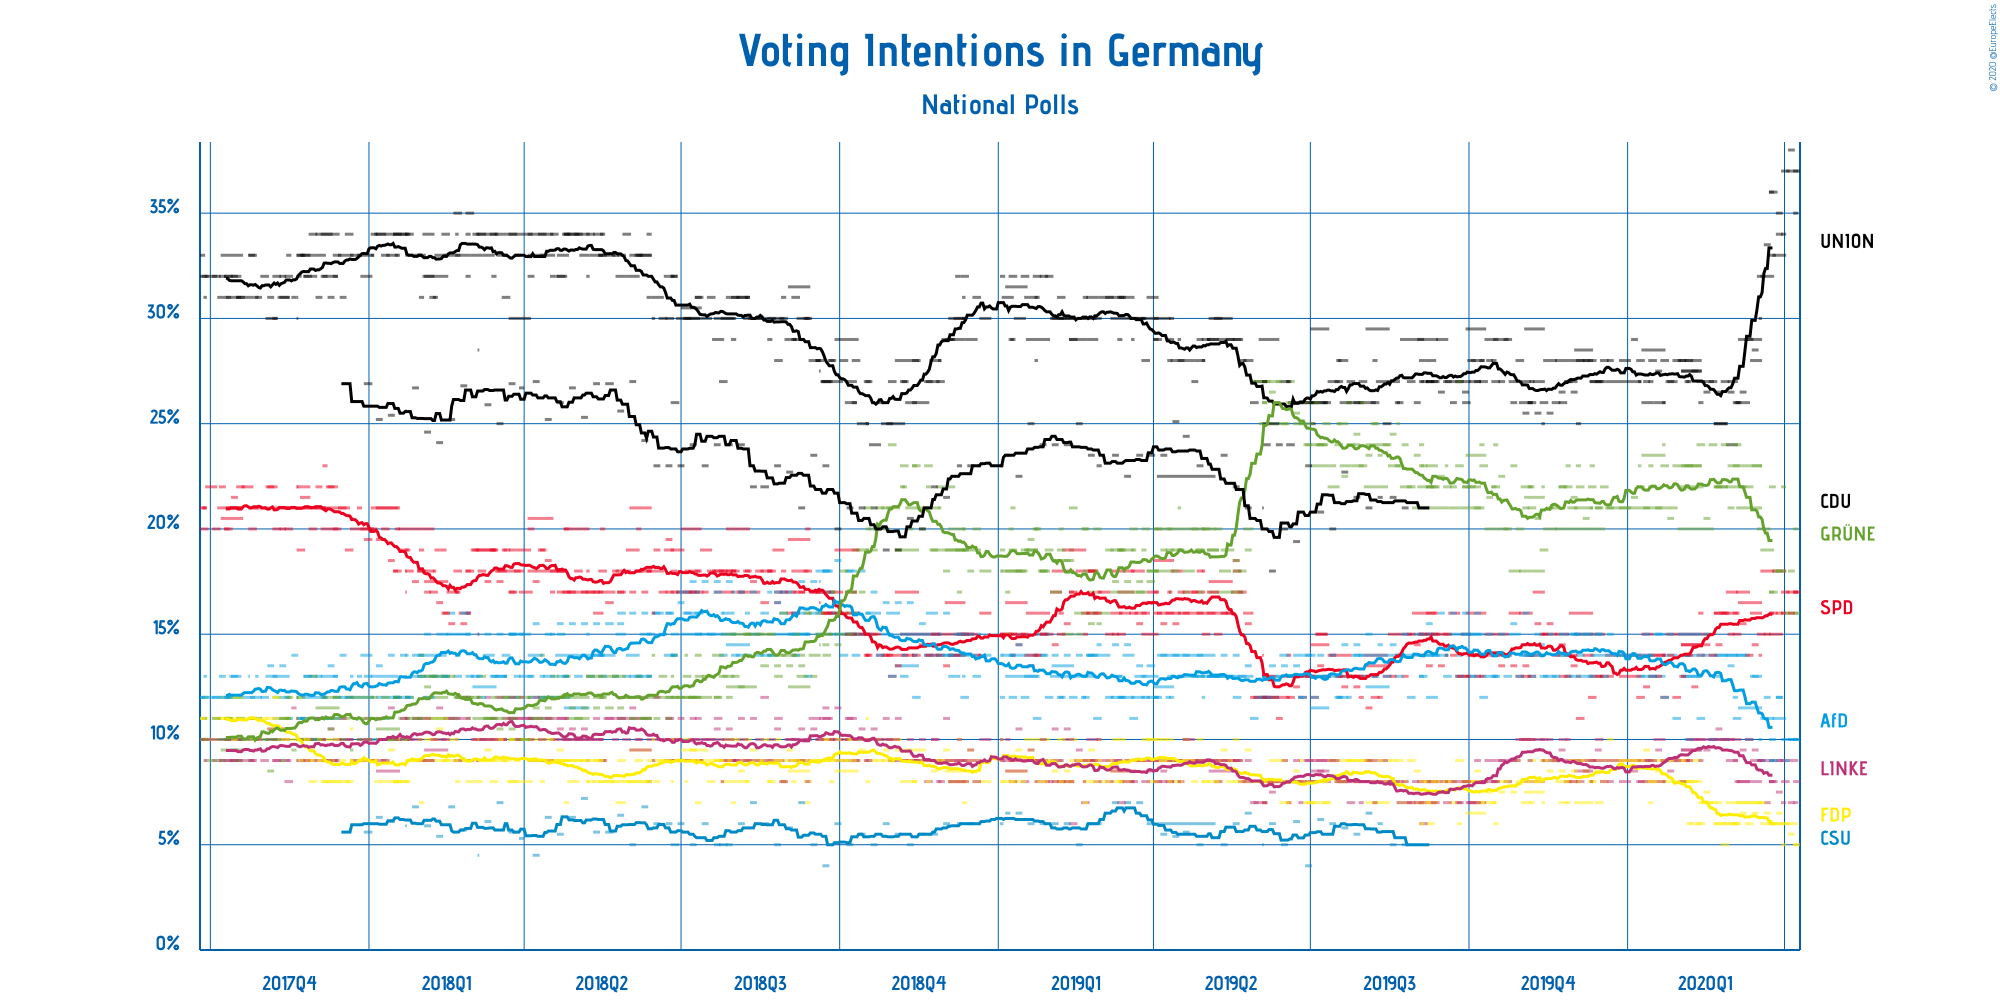 Voting Intentions in Germany
National Polls
© 2020 @EuropeElects
35%
30%
25%
20%
15%
10%
5%
0%
UNION
CDU
GRÜNE
SPD
AfD
LINKE
FDP
CSU
2017Q4 2018Q1 2018Q2 2018Q3 2018Q4 2019Q1 2019Q2 2019Q3 2019Q4 2020Q1